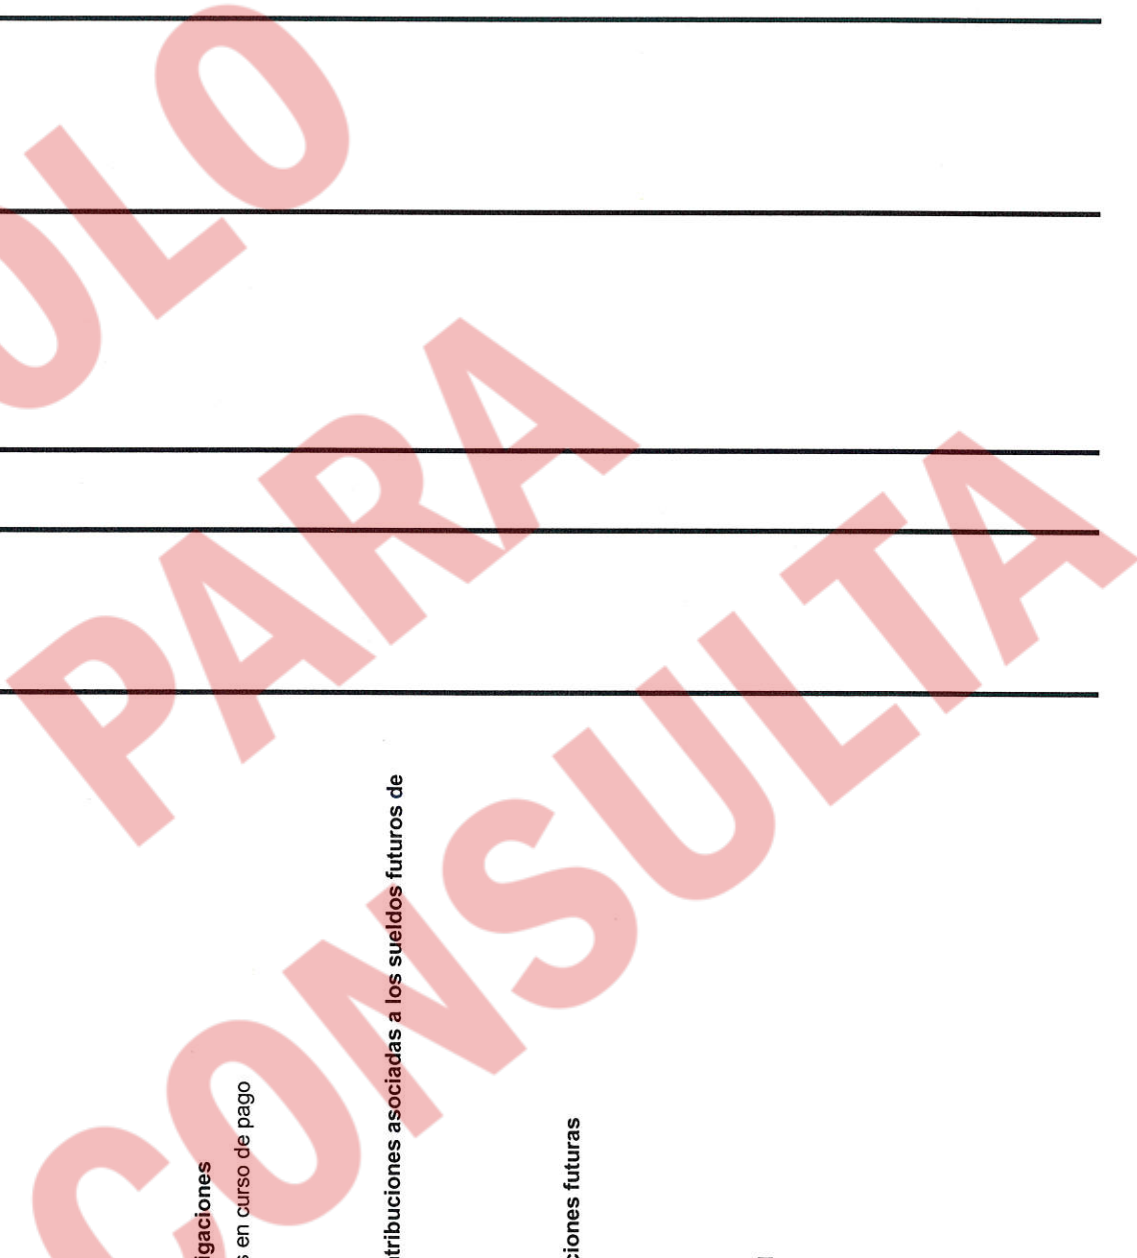 SOLO
PARA
CONSULTA
igaciones
s en curso de pago
tribuciones asociadas a los sueldos futuros de
ciones futuras